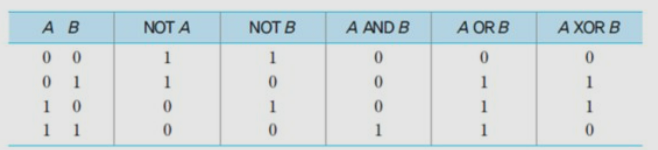 A B NOT A NOT B A AND B A OR B A XOR B
0 0 1 1 0 0 0
0 1 1 0 0 1 1
1 0 0 1 0 1 1
1 1 0 0 1 1 0